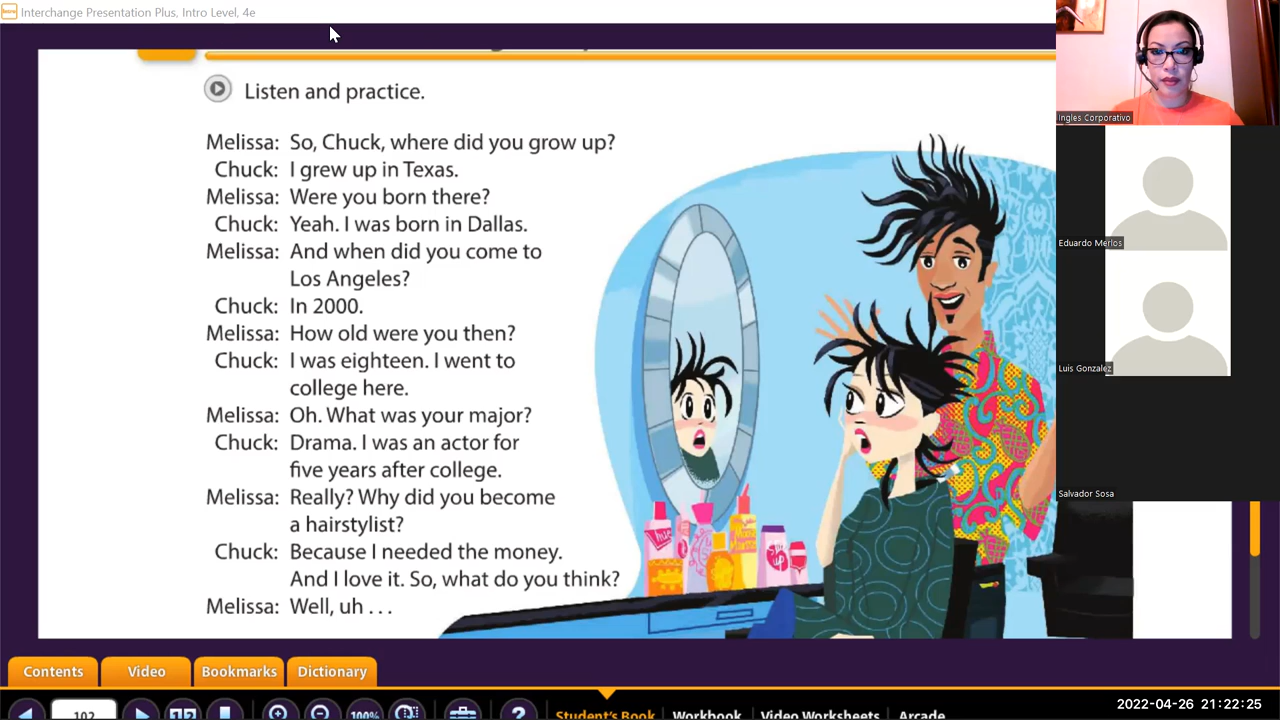 Interchange Presentation Plus, Intro Level, 4e
Listen and practice.
Melissa: So, Chuck, where did you grow up?
Chuck: I grew up in Texas.
Melissa: Were you born there?
Chuck: Yeah. I was born in Dallas.
Melissa: And when did you come to
Los Angeles?
Chuck: In 2000.
Melissa: How old were you then?
Chuck: I was eighteen. I went to
college here.
Melissa: Oh. What was your major?
Chuck: Drama. I was an actor for
five years after college.
Melissa: Really? Why did you become
a hairstylist?
Chuck: Because I needed the money.
And I love it. So, what do you think?
Melissa: Well, uh . . .
Ingles Corporativo
Eduardo Merlos
Luis Gonzalez
Salvador Sosa
Contents Video Bookmarks Dictionary
102
100%
?
Student's Book Workbook Video Worksheets Arcade
2022-04-26 21:22:25